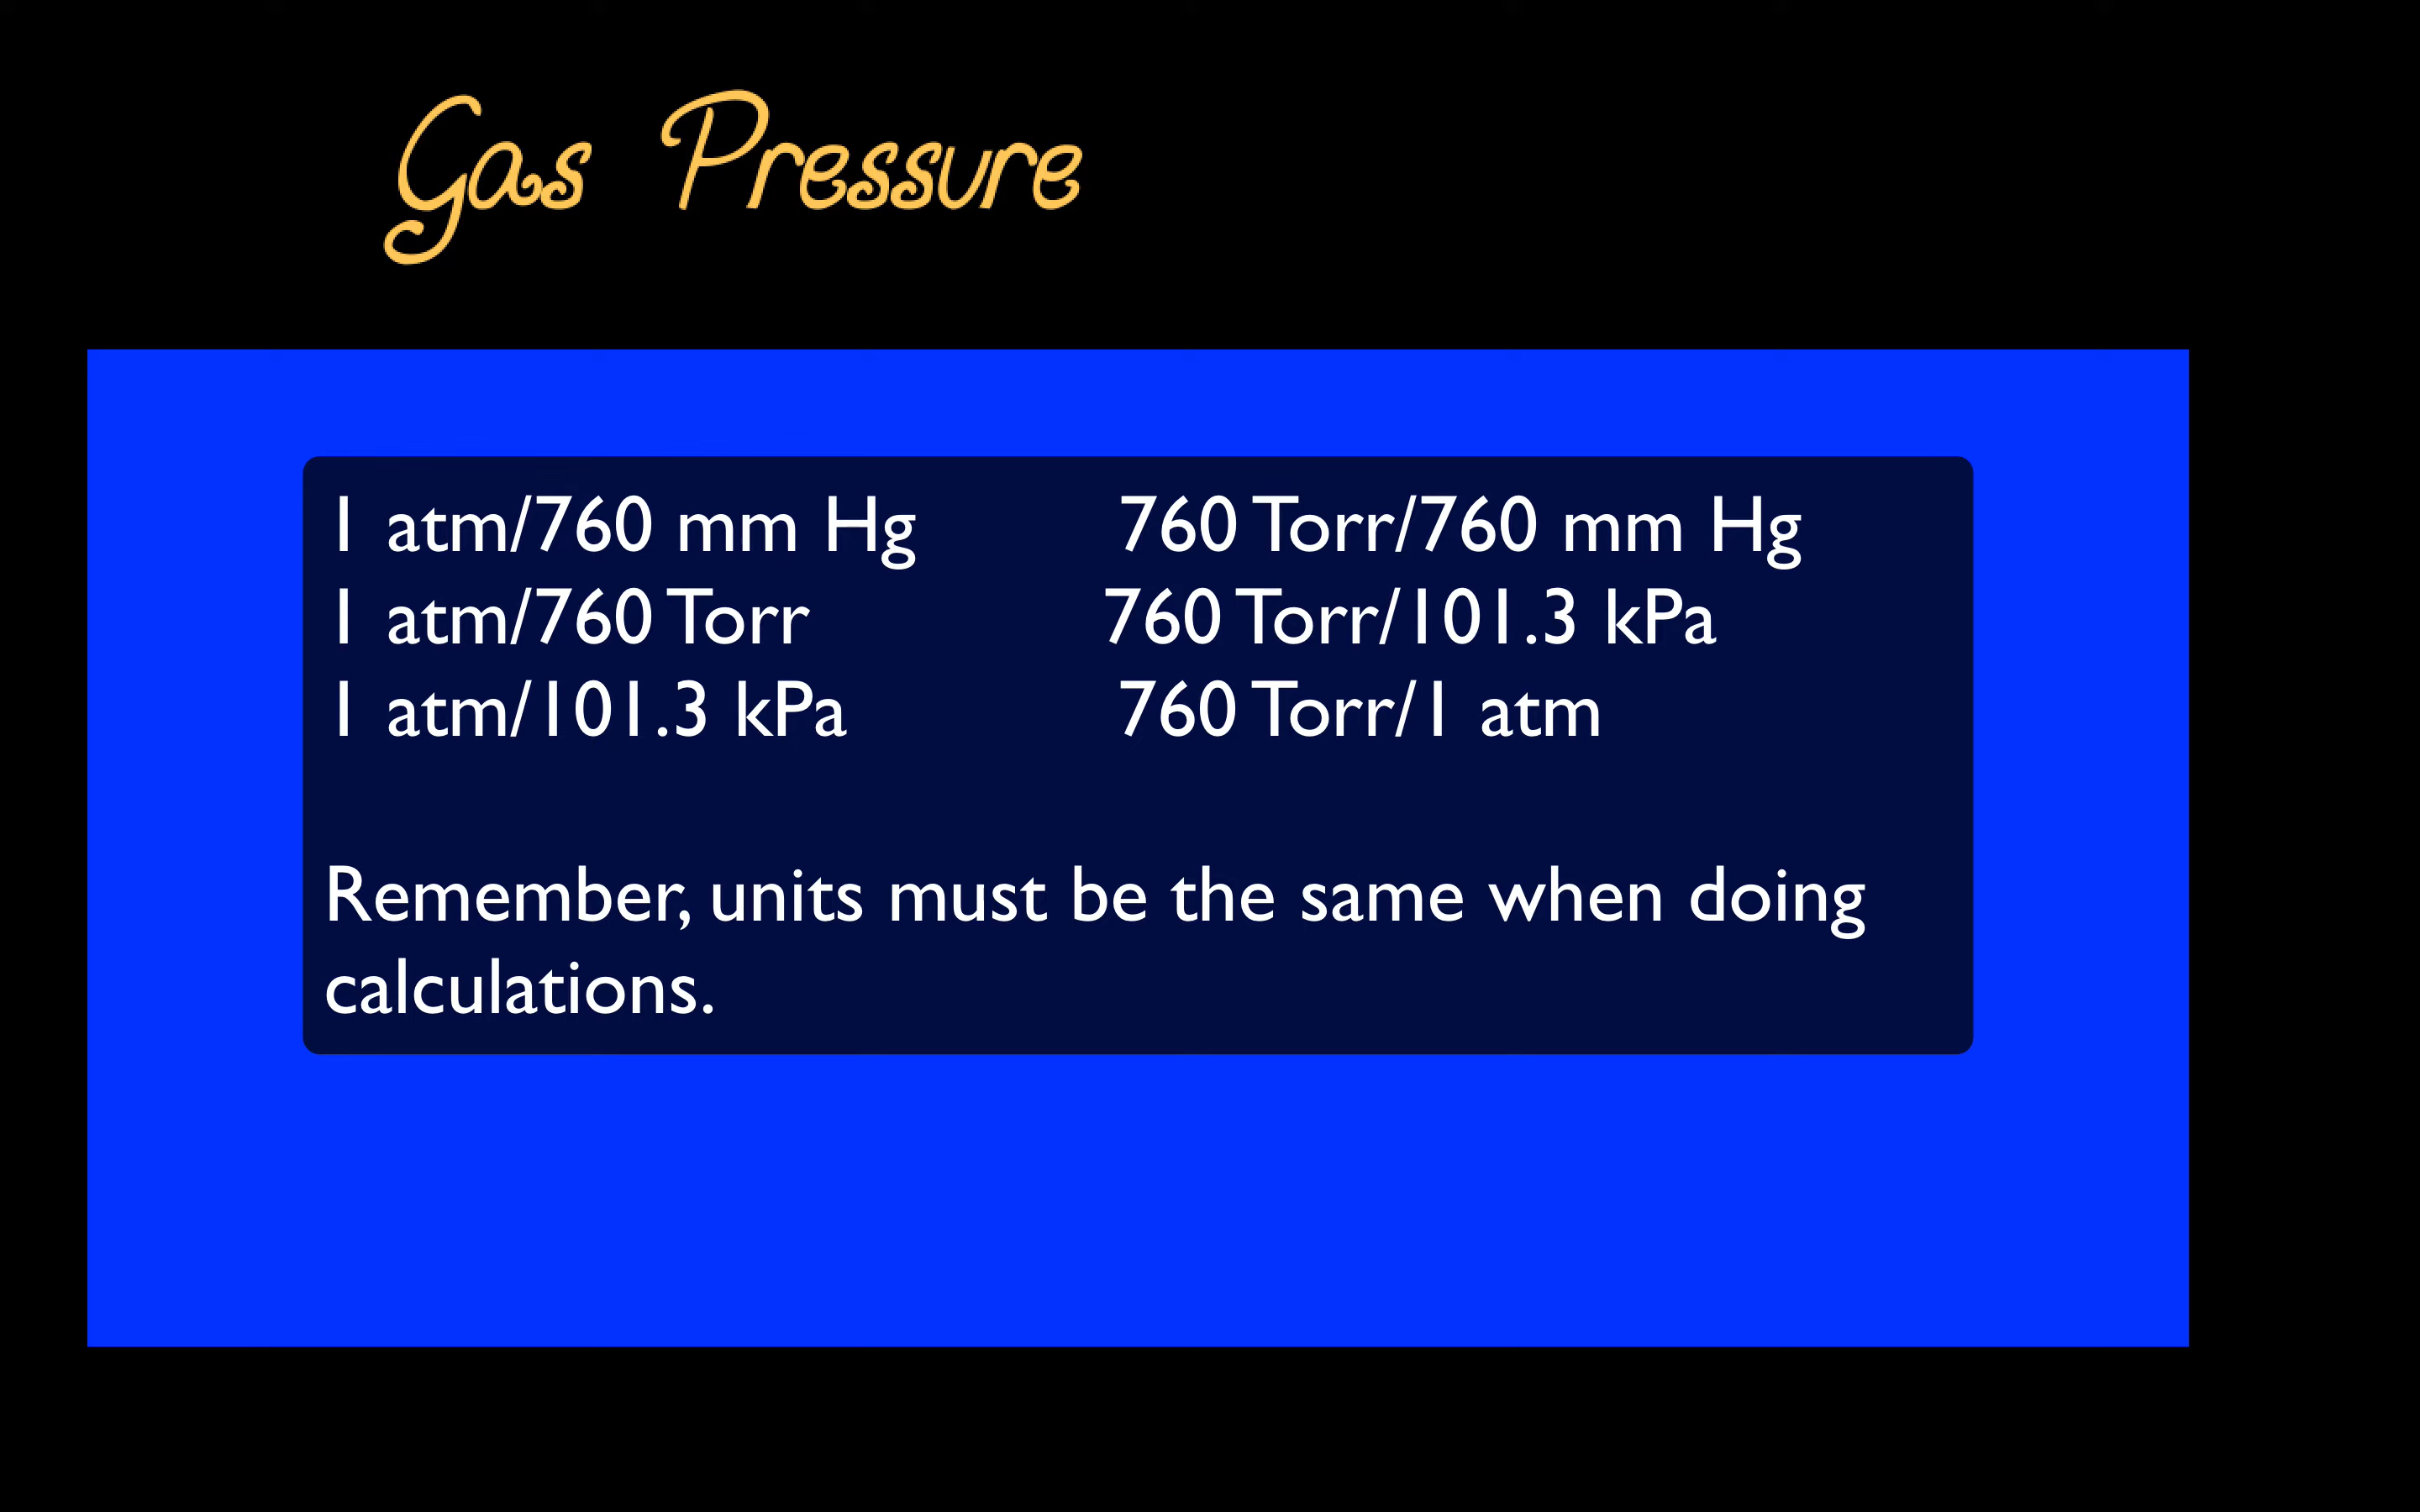 Gas Pressure
1 atm/760 mm Hg 760 Torr/760 mm Hg
1 atm/760 Torr 760 Torr/101.3 kPa
1 atm/101.3 kPa 760 Torr/1 atm
Remember, units must be the same when doing
calculations.